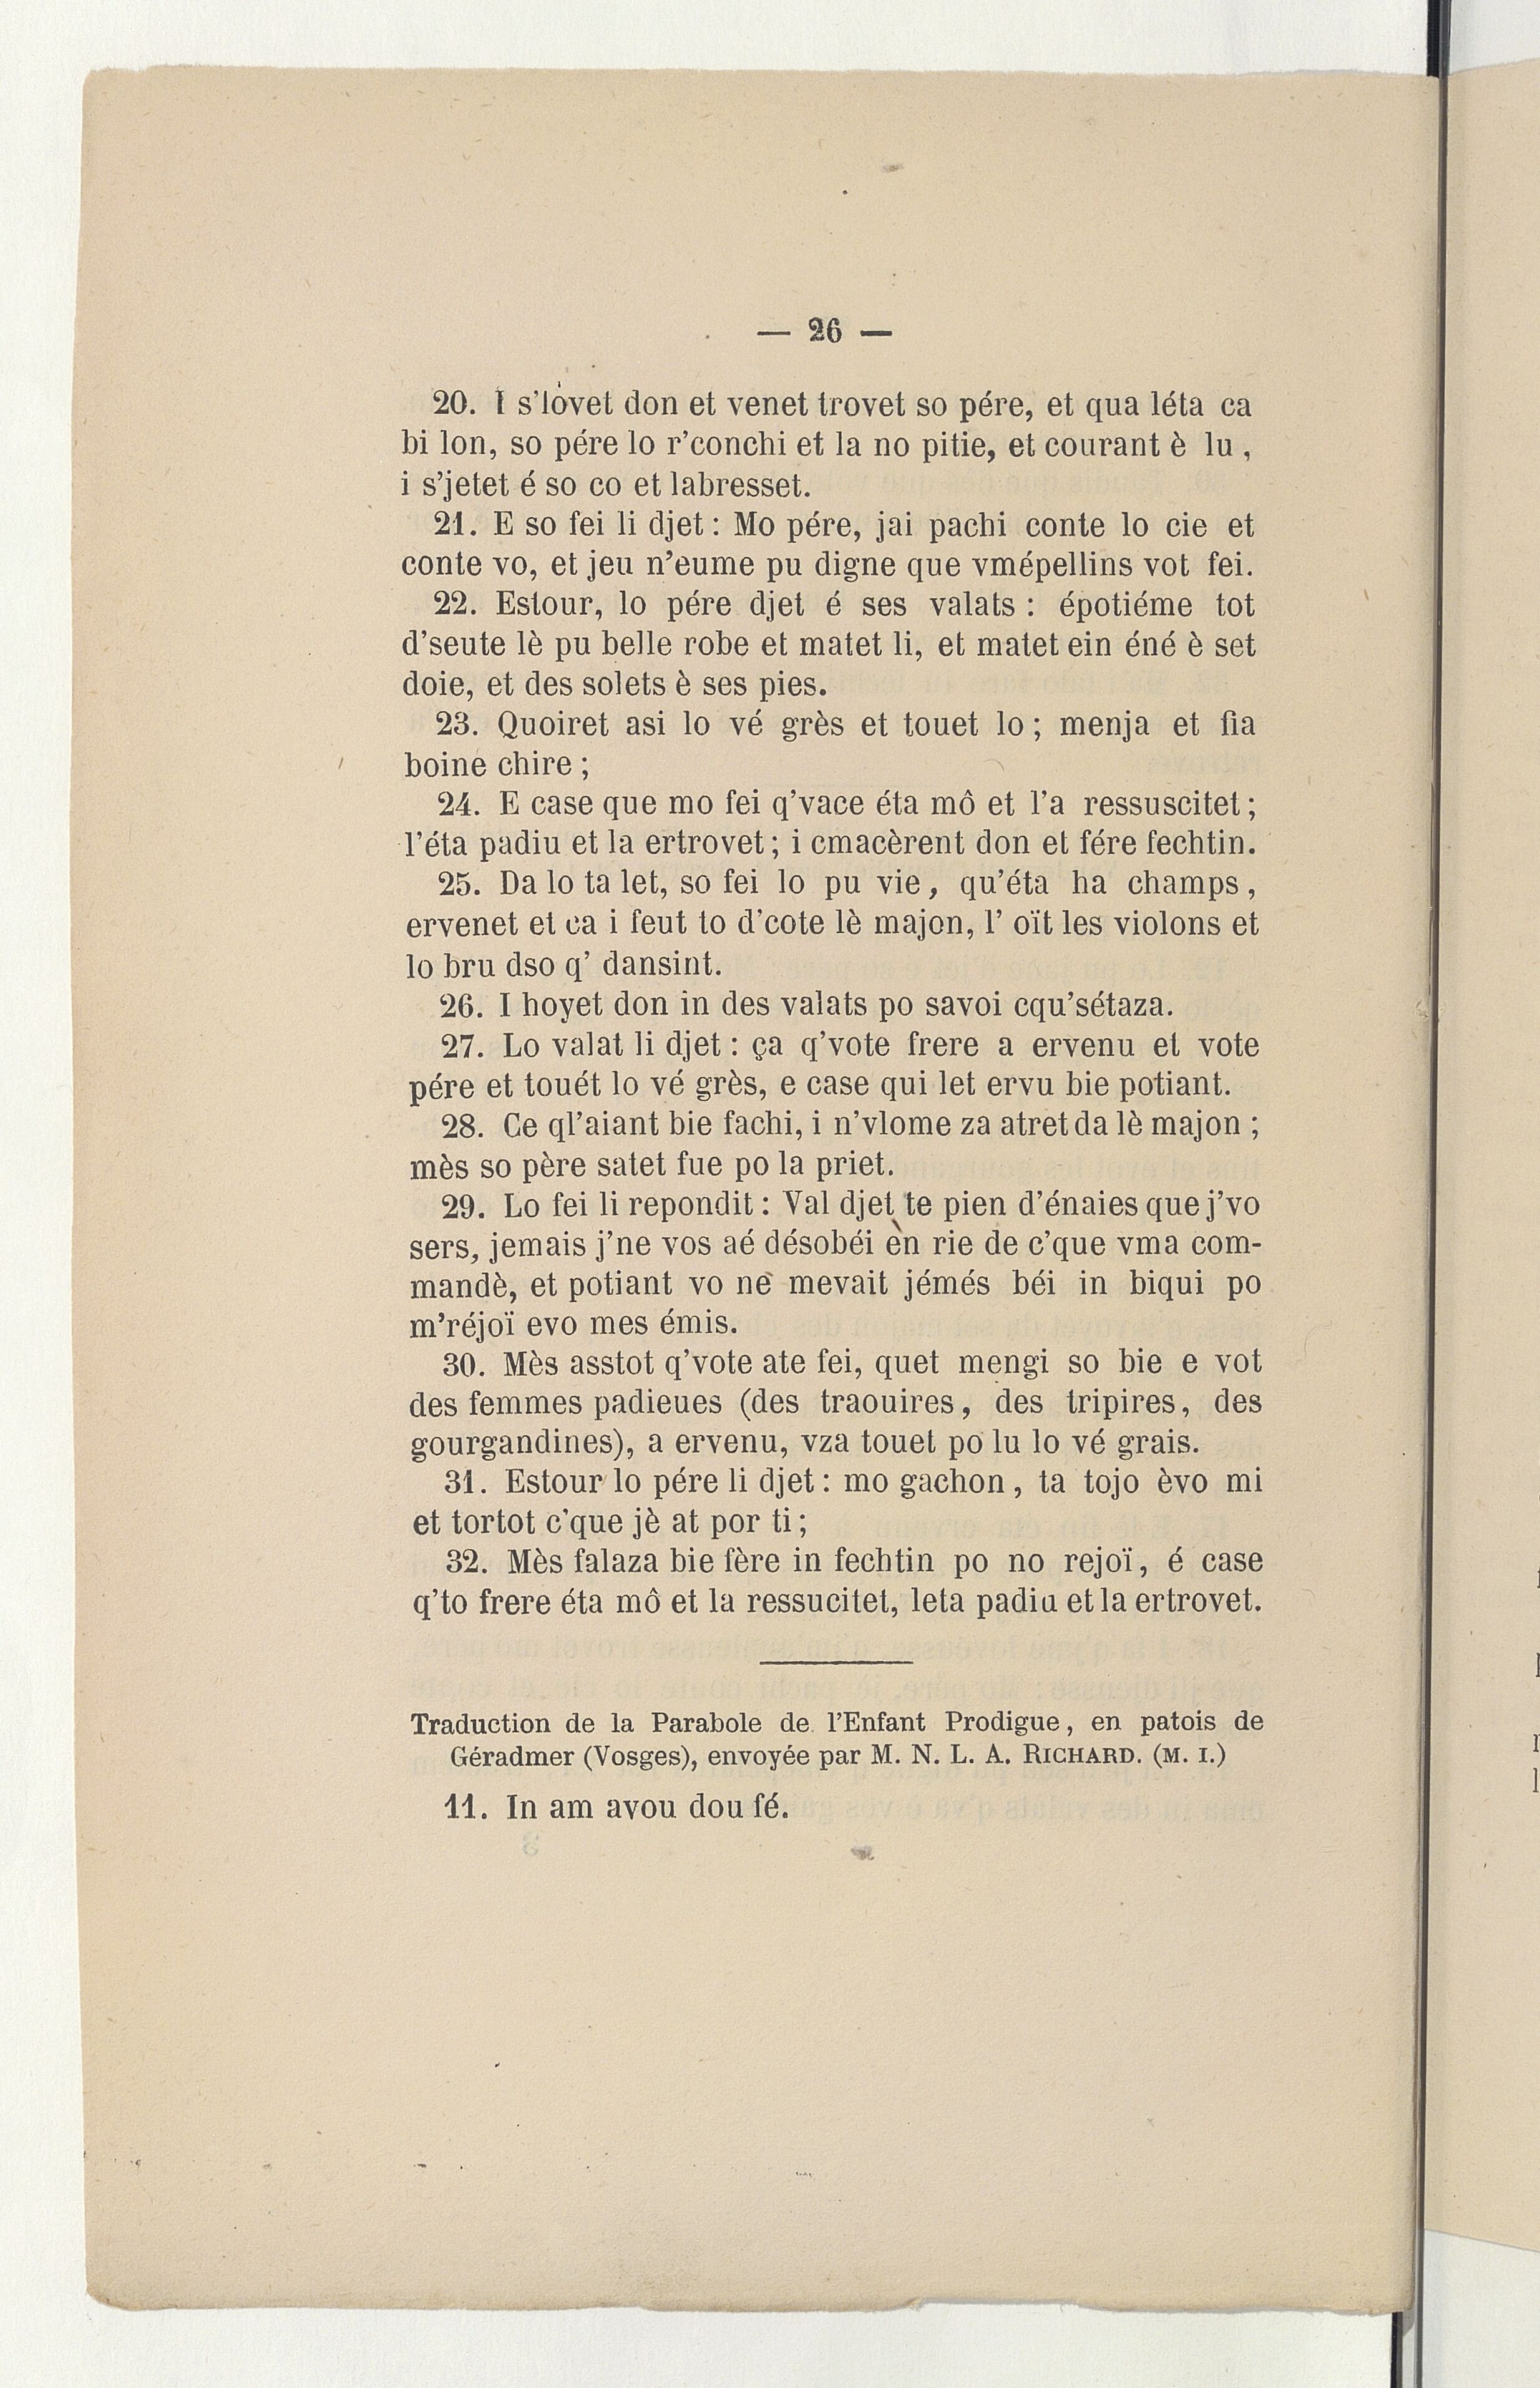 — 26 —
20. I s'lovet don et venet trovet so pére, et qua léta ca
bi lon, so pére lo r'conchi et la no pitie, et courant è lu,
i s'jetet é so co et labresset.
21. E so fei li djet : Mo pére, jai pachi conte lo cie et
conte vo, et jeu n'eume pu digne que vmépellins vot fei.
22. Estour, lo pére djet é ses valats : épotiéme tot
d'seute lè pu belle robe et matet li, et matet ein éné è set
doie, et des solets è ses pies.
23. Quoiret asi lo vé grès et touet lo ; menja et fia
boine chire ;
24. E case que mo fei q'vace éta mô et l'a ressuscitet ;
l'éta padiu et la ertrovet ; i cmacèrent don et fére fechtin.
25. Da lo ta let, so fei lo pu vie, qu'éta ha champs,
ervenet et ca i feut to d'cote lè majon, l' oït les violons et
lo bru dso q' dansint.
26. I hoyet don in des valats po savoi cqu'sétaza.
27. Lo valat li djet : ça q'vote frere a ervenu et vote
pére et touét lo vé grès, e case qui let ervu bie potiant.
28. Ce ql'aiant bie fachi, i n'vlome za atret da lè majon ;
mès so père satet fue po la priet.
29. Lo fei li repondit : Val djet te pien d'énaies que j'vo
sers, jemais j'ne vos aé désobéi èn rie de c'que vma com-
mandè, et potiant vo ne mevait jémés béi in biqui po
m'réjoï evo mes émis.
30. Mès asstot q'vote ate fei, quet mengi so bie e vot
des femmes padieues (des traouires, des tripires, des
gourgandines), a ervenu, vza touet po lu lo vé grais.
31. Estour lo pére li djet : mo gachon, ta tojo èvo mi
et tortot c'que jè at por ti ;
32. Mès falaza bie fère in fechtin po no rejoï, é case
q'to frere éta mô et la ressucitet, leta padiu et la ertrovet.
Traduction de la Parabole de l'Enfant Prodigue, en patois de
Géradmer (Vosges), envoyée par M. N. L. A. RICHARD. (M. I.)
11. In am avou dou fé.